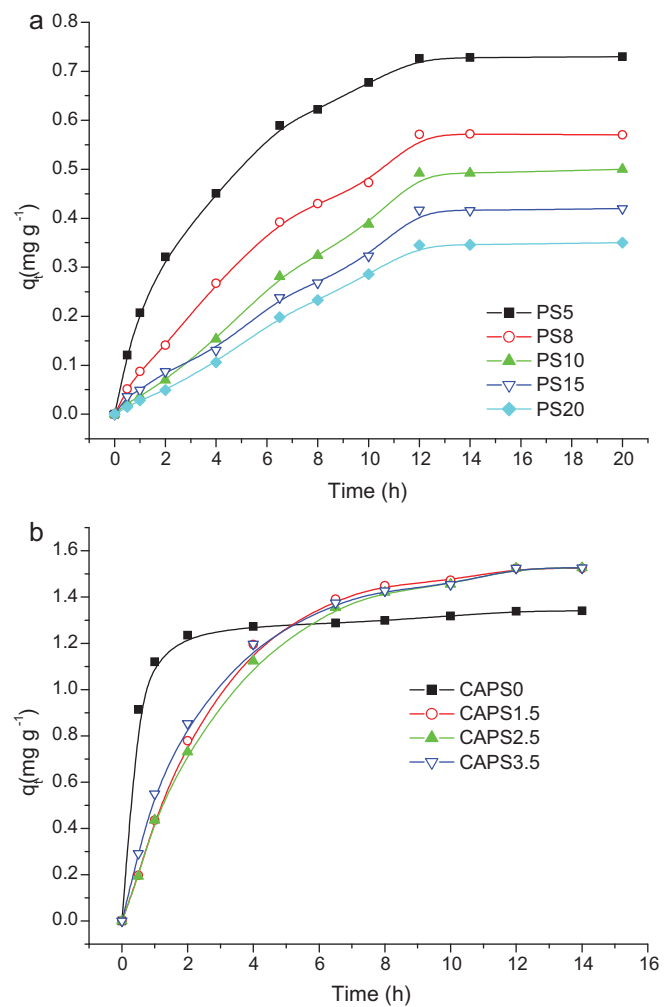 a
0.8
0.7
0.6
0.5
0.4
0.3
0.2
0.1
0.0
qt(mg g-1)
PS5
PS8
PS10
PS15
PS20
0 2 4 6 8 10 12 14 16 18 20
Time (h)
b
1.6
1.4
1.2
1.0
0.8
0.6
0.4
0.2
0.0
qt(mg g-1)
CAPS0
CAPS1.5
CAPS2.5
CAPS3.5
0 2 4 6 8 10 12 14 16
Time (h)